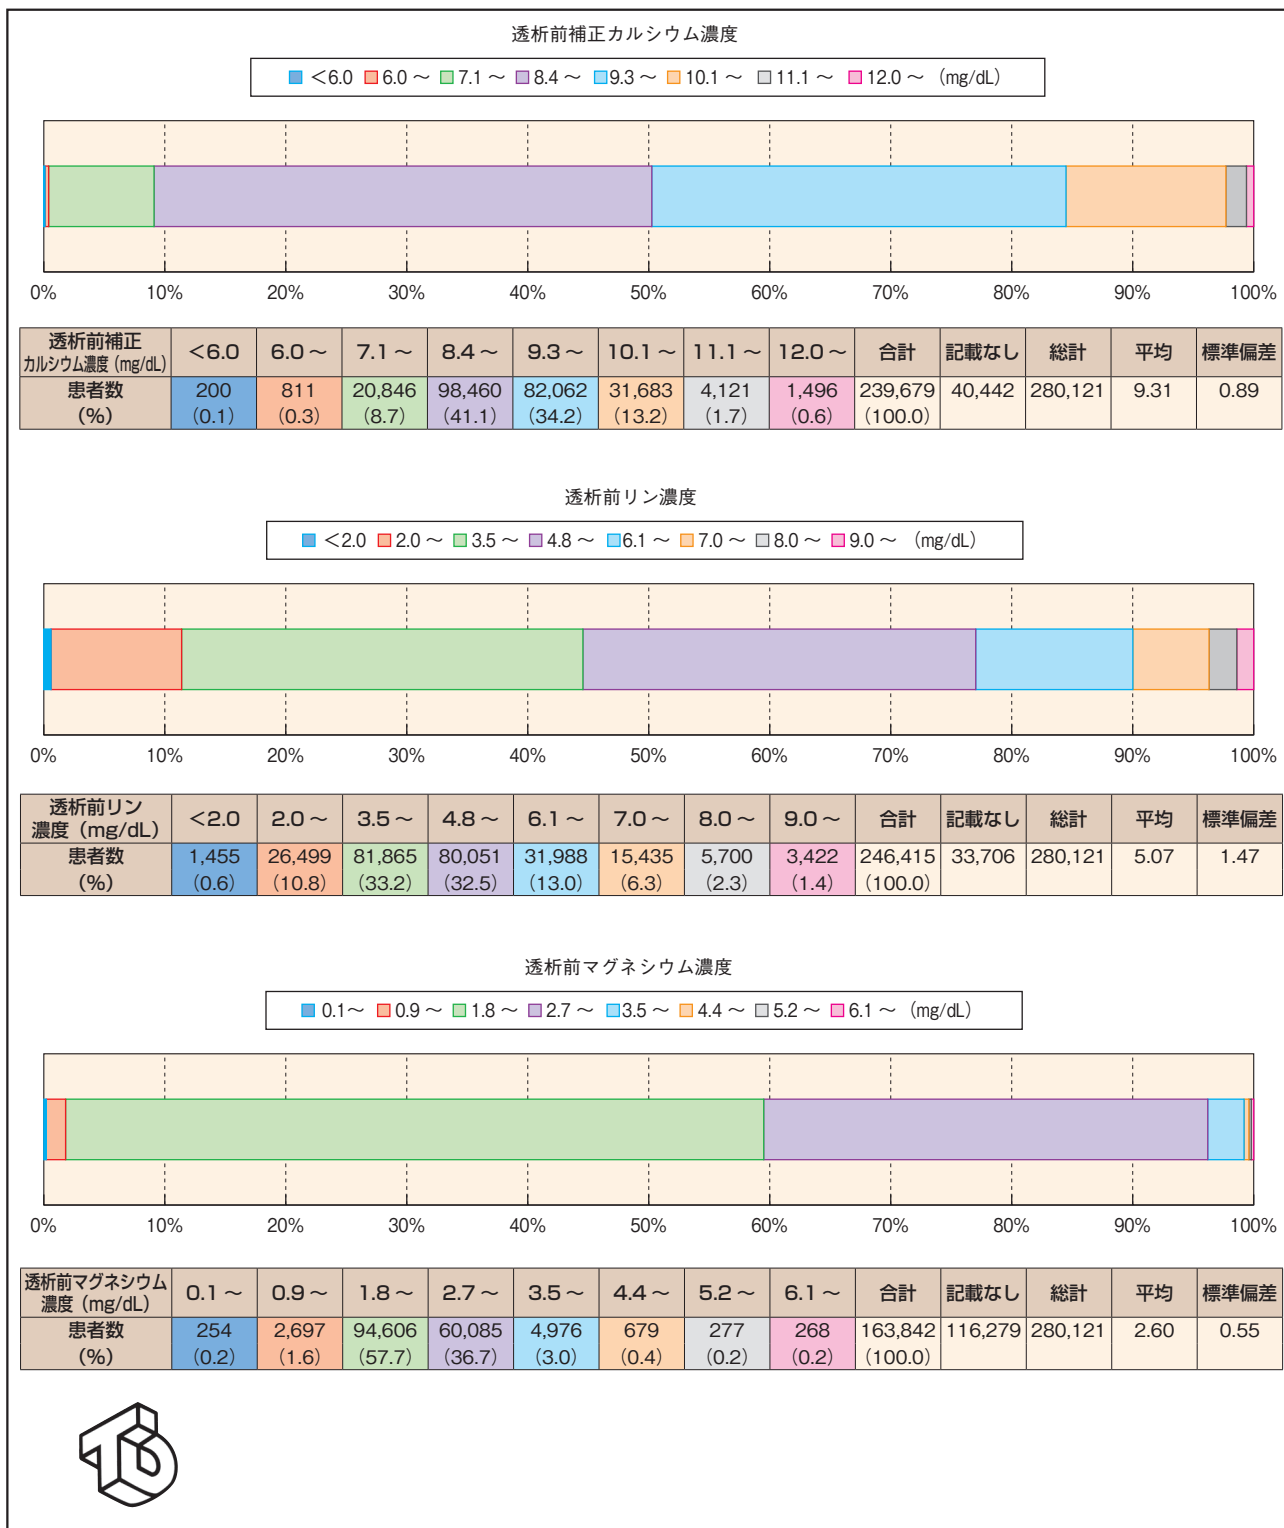 透析前補正カルシウム濃度
＜6.0 6.0～ 7.1～ 8.4～ 9.3～ 10.1～ 11.1～ 12.0～ (mg/dL)
0% 10% 20% 30% 40% 50% 60% 70% 80% 90% 100%
透析前補正
カルシウム濃度(mg/dL) ＜6.0 6.0～ 7.1～ 8.4～ 9.3～ 10.1～ 11.1～ 12.0～ 合計 記載なし 総計 平均 標準偏差
患者数 200 811 20,846 98,460 82,062 31,683 4,121 1,496 239,679 40,442 280,121 9.31 0.89
(%) (0.1) (0.3) (8.7) (41.1) (34.2) (13.2) (1.7) (0.6) (100.0)
透析前リン濃度
＜2.0 2.0～ 3.5～ 4.8～ 6.1～ 7.0～ 8.0～ 9.0～ (mg/dL)
0% 10% 20% 30% 40% 50% 60% 70% 80% 90% 100%
透析前リン
濃度(mg/dL) ＜2.0 2.0～ 3.5～ 4.8～ 6.1～ 7.0～ 8.0～ 9.0～ 合計 記載なし 総計 平均 標準偏差
患者数 1,455 26,499 81,865 80,051 31,988 15,435 5,700 3,422 246,415 33,706 280,121 5.07 1.47
(%) (0.6) (10.8) (33.2) (32.5) (13.0) (6.3) (2.3) (1.4) (100.0)
透析前マグネシウム濃度
0.1～ 0.9～ 1.8～ 2.7～ 3.5～ 4.4～ 5.2～ 6.1～ (mg/dL)
0% 10% 20% 30% 40% 50% 60% 70% 80% 90% 100%
透析前マグネシウム
濃度(mg/dL) 0.1～ 0.9～ 1.8～ 2.7～ 3.5～ 4.4～ 5.2～ 6.1～ 合計 記載なし 総計 平均 標準偏差
患者数 254 2,697 94,606 60,085 4,976 679 277 268 163,842 116,279 280,121 2.60 0.55
(%) (0.2) (1.6) (57.7) (36.7) (3.0) (0.4) (0.2) (0.2) (100.0)